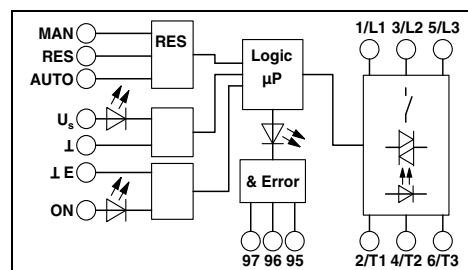 MAN
RES
AUTO
Us
⊥
⊥ E
ON
RES
Logic
µP
& Error
97 96 95
1/L1 3/L2 5/L3
2/T1 4/T2 6/T3